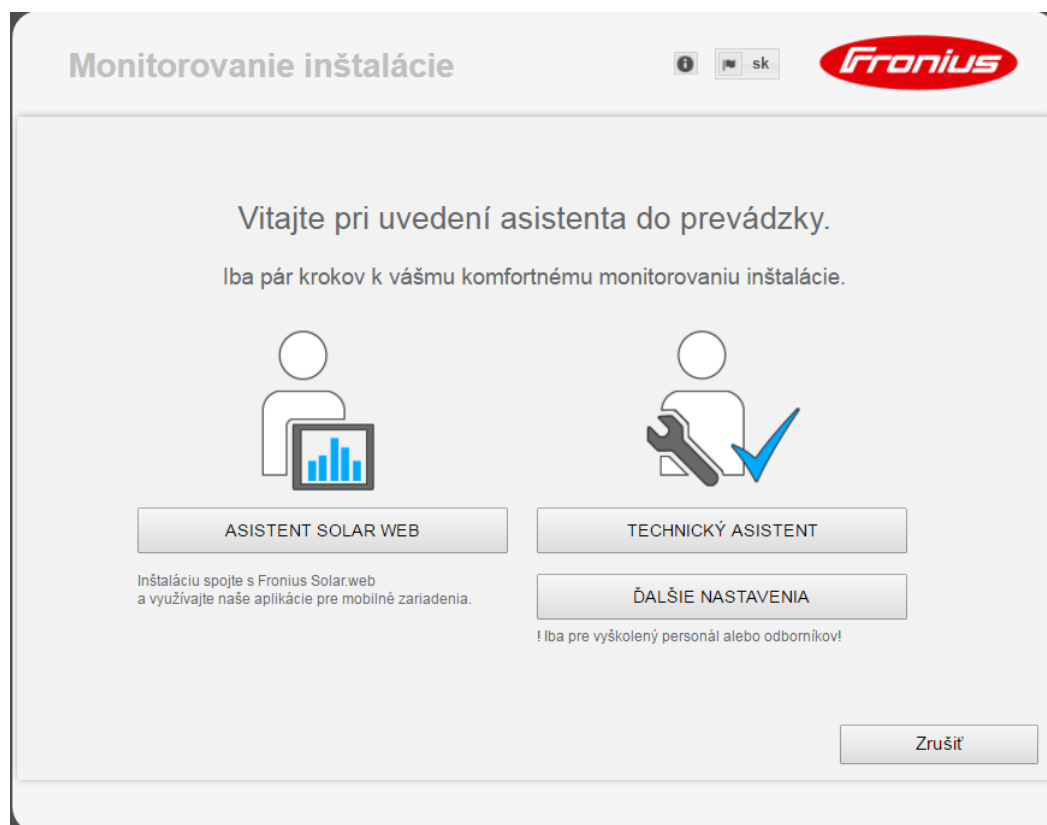 Monitorovanie inštalácie
sk
Fronius
Vitajte pri uvedení asistenta do prevádzky.
Iba pár krokov k vášmu komfortnému monitorovaniu inštalácie.
ASISTENT SOLAR WEB
Inštaláciu spojte s Fronius Solar.web
a využívajte naše aplikácie pre mobilné zariadenia.
TECHNICKÝ ASISTENT
ĎALŠIE NASTAVENIA
! Iba pre vyškolený personál alebo odborníkov!
Zrušiť